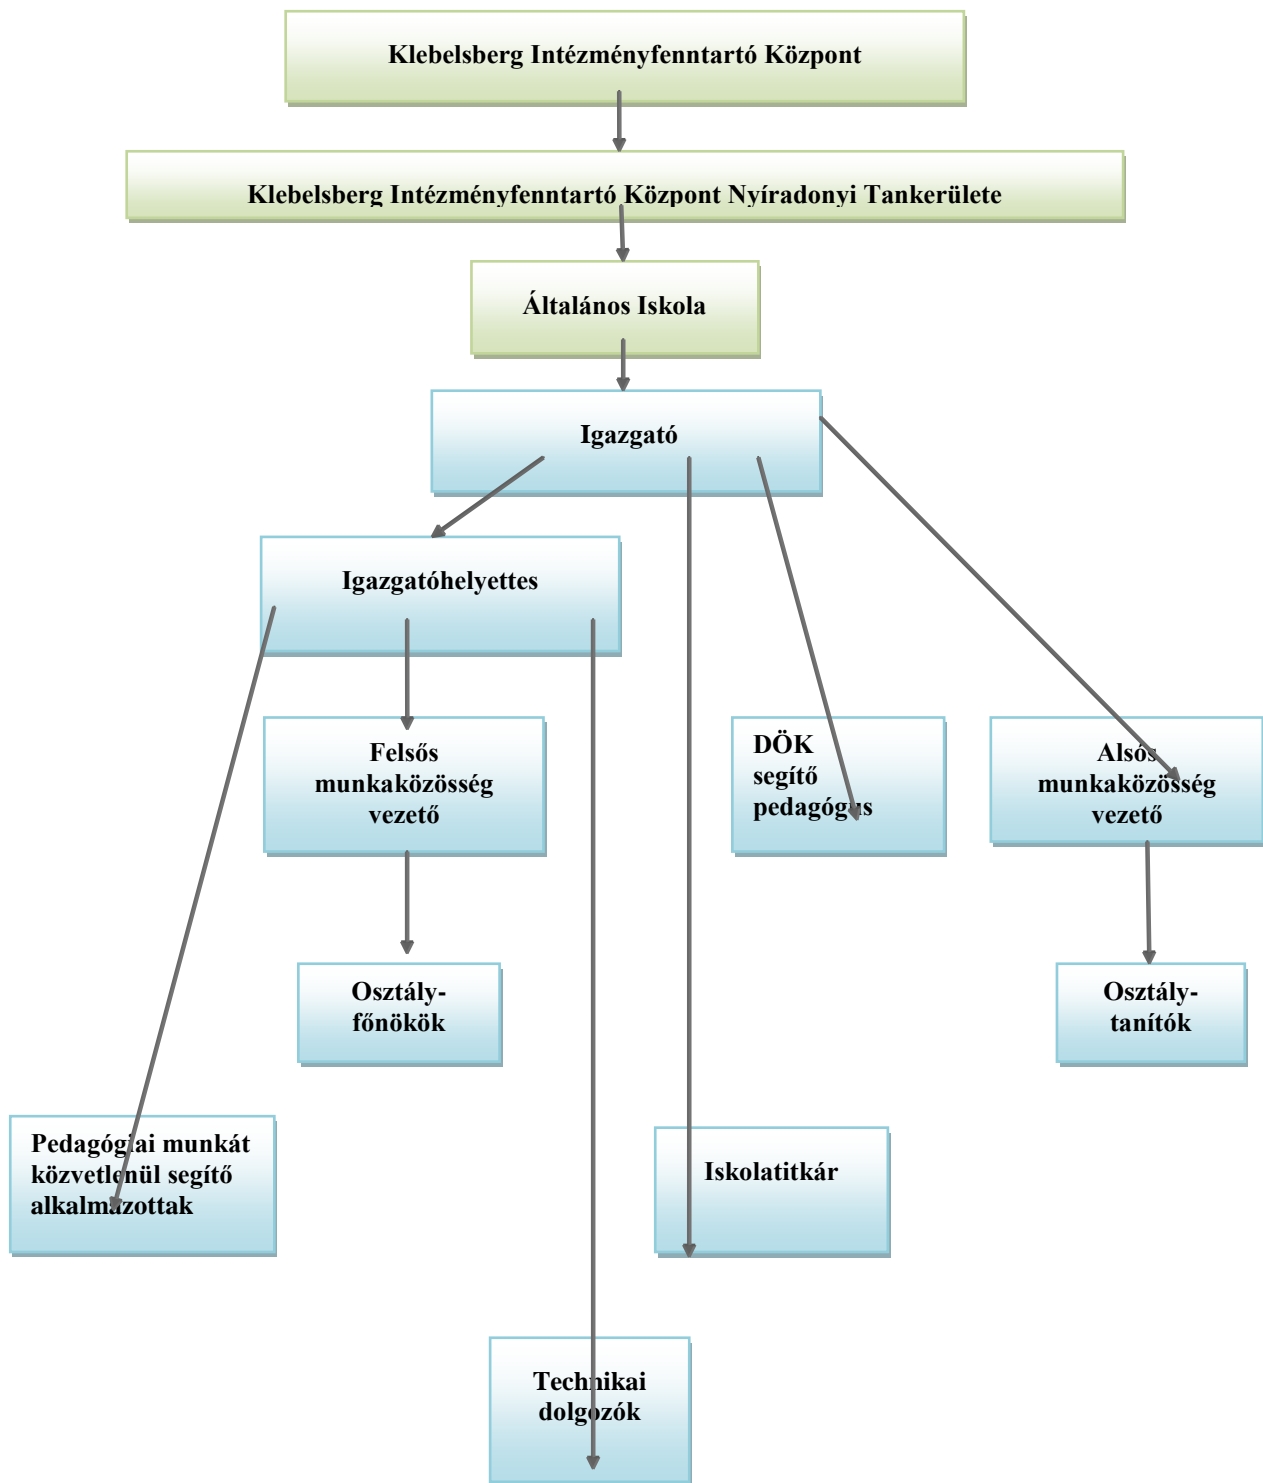 Klebelsberg Intézményfenntartó Központ
Klebelsberg Intézményfenntartó Központ Nyíradonyi Tankerülete
Általános Iskola
Igazgató
Igazgatóhelyettes
Felsős
munkaközösség
vezető
DÖK
segítő
pedagógus
Alsós
munkaközösség
vezető
Osztály-
főnökök
Osztály-
tanítók
Pedagógiai munkát
közvetlenül segítő
alkalmazottak
Iskolatitkár
Technikai
dolgozók